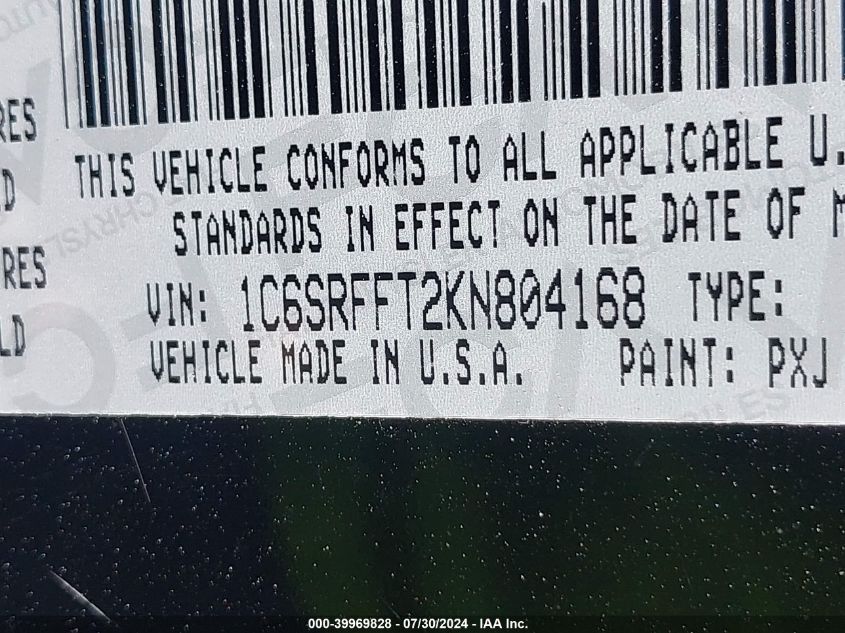 RES
THIS VEHICLE CONFORMS TO ALL APPLICABLE U.
D
STANDARDS IN EFFECT ON THE DATE OF M
RES
VIN: 1C6SRFFT2KN804168 TYPE:
LD
VEHICLE MADE IN U.S.A. PAINT: PXJ
000-39969828 - 07/30/2024 - IAA Inc.